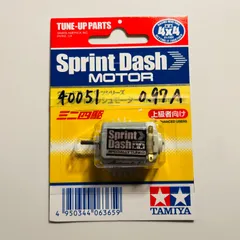 TUNE-UP PARTS
4x4
Sprint Dash
MOTOR
40051
0.97A
ミニ四駆
上級者向け
Sprint
Dash
TAMIYA
4 950344 063659